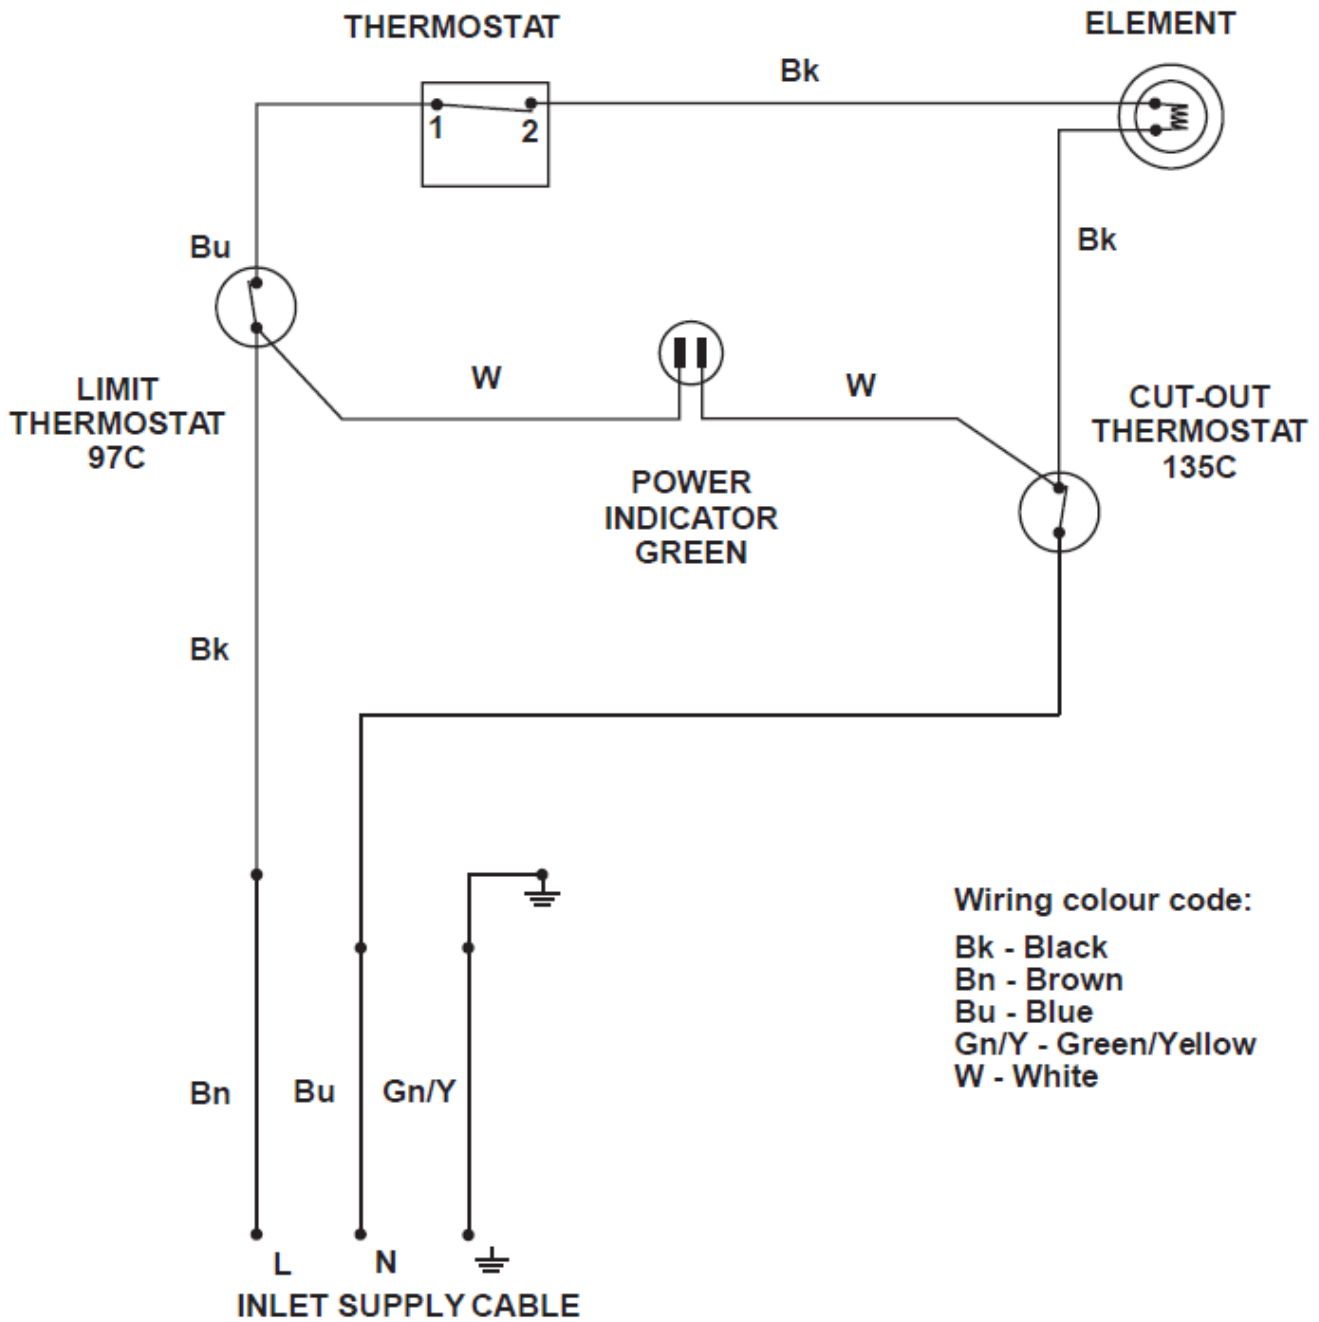 THERMOSTAT
ELEMENT
Bk
1
2
Bu
Bk
LIMIT
THERMOSTAT
97C
W
W
CUT-OUT
THERMOSTAT
135C
POWER
INDICATOR
GREEN
Bk
Wiring colour code:
Bk - Black
Bn - Brown
Bu - Blue
Gn/Y - Green/Yellow
W - White
Bn
Bu
Gn/Y
L
N
INLET SUPPLY CABLE